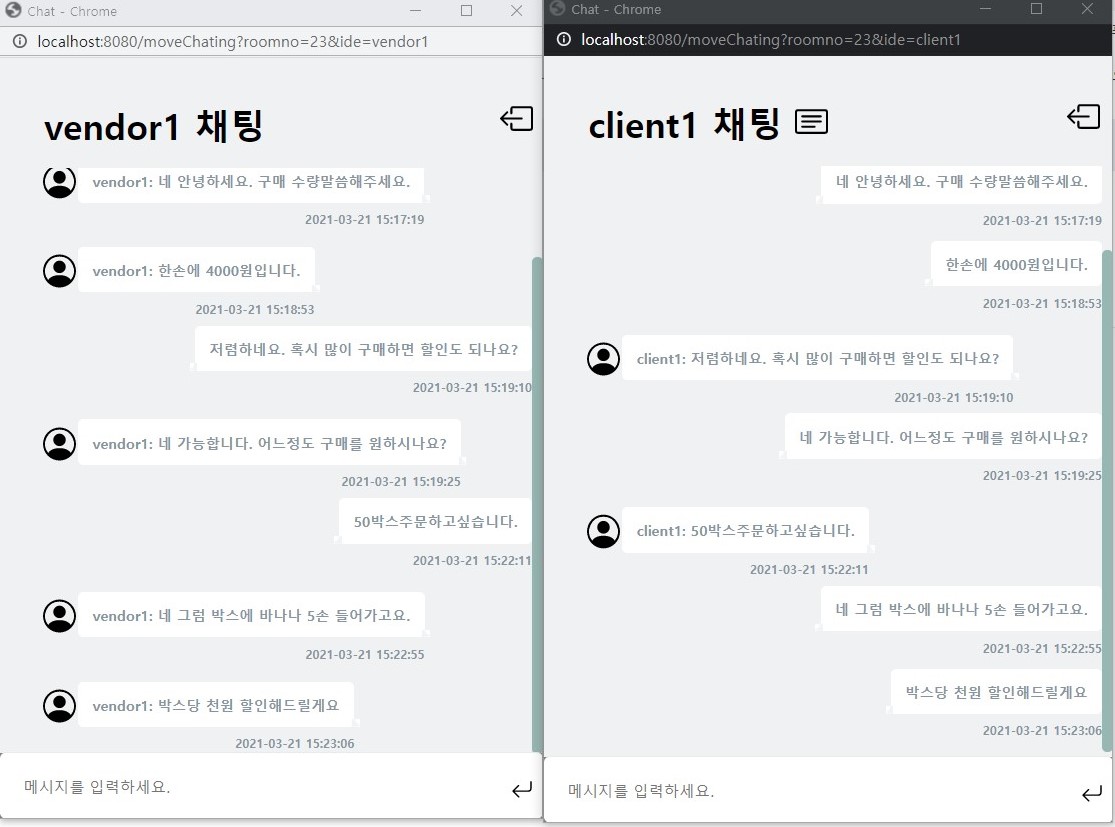 Chat - Chrome
localhost:8080/moveChating?roomno=23&ide=vendor1
vendor1 채팅
vendor1: 네 안녕하세요. 구매 수량말씀해주세요.
2021-03-21 15:17:19
vendor1: 한손에 4000원입니다.
2021-03-21 15:18:53
저렴하네요. 혹시 많이 구매하면 할인도 되나요?
2021-03-21 15:19:10
vendor1: 네 가능합니다. 어느정도 구매를 원하시나요?
2021-03-21 15:19:25
50박스주문하고싶습니다.
2021-03-21 15:22:11
vendor1: 네 그럼 박스에 바나나 5손 들어가고요.
2021-03-21 15:22:55
vendor1: 박스당 천원 할인해드릴게요
2021-03-21 15:23:06
메시지를 입력하세요.
Chat - Chrome
localhost:8080/moveChating?roomno=23&ide=client1
client1 채팅
네 안녕하세요. 구매 수량말씀해주세요.
2021-03-21 15:17:19
한손에 4000원입니다.
2021-03-21 15:18:53
client1: 저렴하네요. 혹시 많이 구매하면 할인도 되나요?
2021-03-21 15:19:10
네 가능합니다. 어느정도 구매를 원하시나요?
2021-03-21 15:19:25
client1: 50박스주문하고싶습니다.
2021-03-21 15:22:11
네 그럼 박스에 바나나 5손 들어가고요.
2021-03-21 15:22:55
박스당 천원 할인해드릴게요
2021-03-21 15:23:06
메시지를 입력하세요.